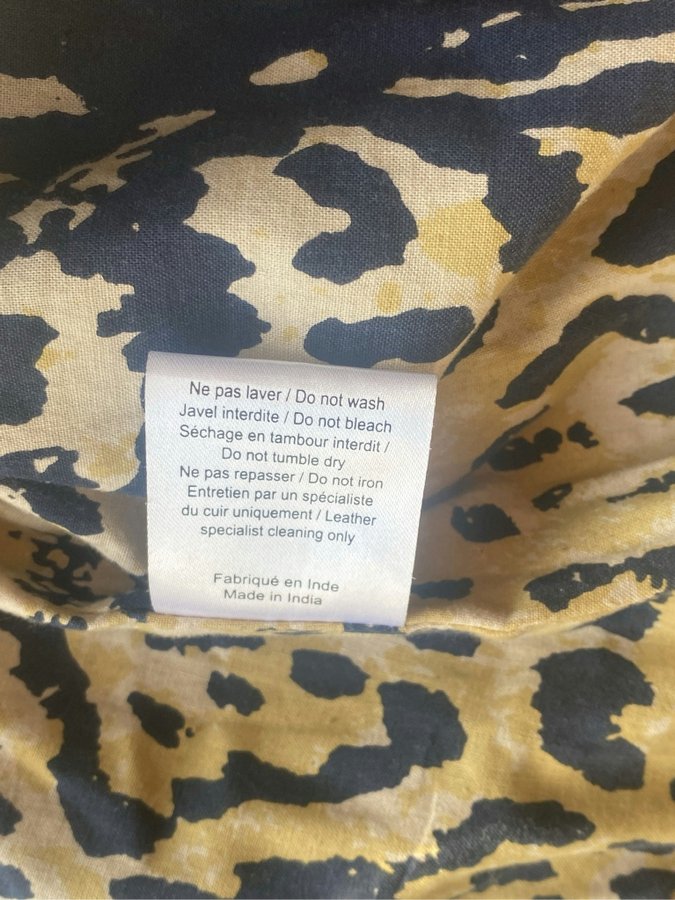 Ne pas laver / Do not wash
Javel interdite / Do not bleach
Séchage en tambour interdit /
Do not tumble dry
Ne pas repasser / Do not iron
Entretien par un spécialiste
du cuir uniquement / Leather
specialist cleaning only
Fabriqué en Inde
Made in India